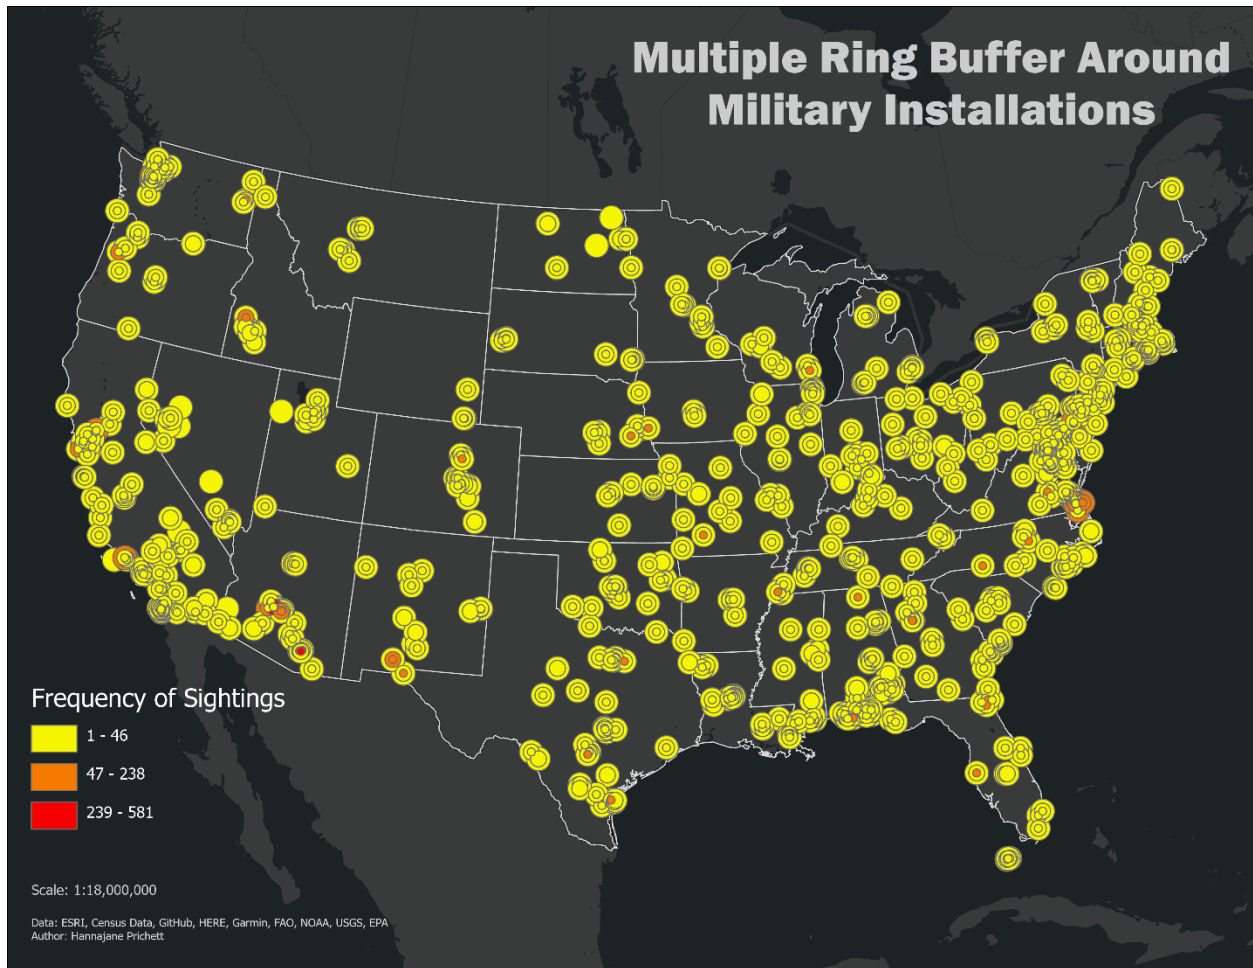 Multiple Ring Buffer Around
Military Installations
Frequency of Sightings
1 - 46
47 - 238
239 - 581
Scale: 1:18,000,000
Data: ESRI, Census Data, GitHub, HERE, Garmin, FAO, NOAA, USGS, EPA
Author: Hannajane Prichett